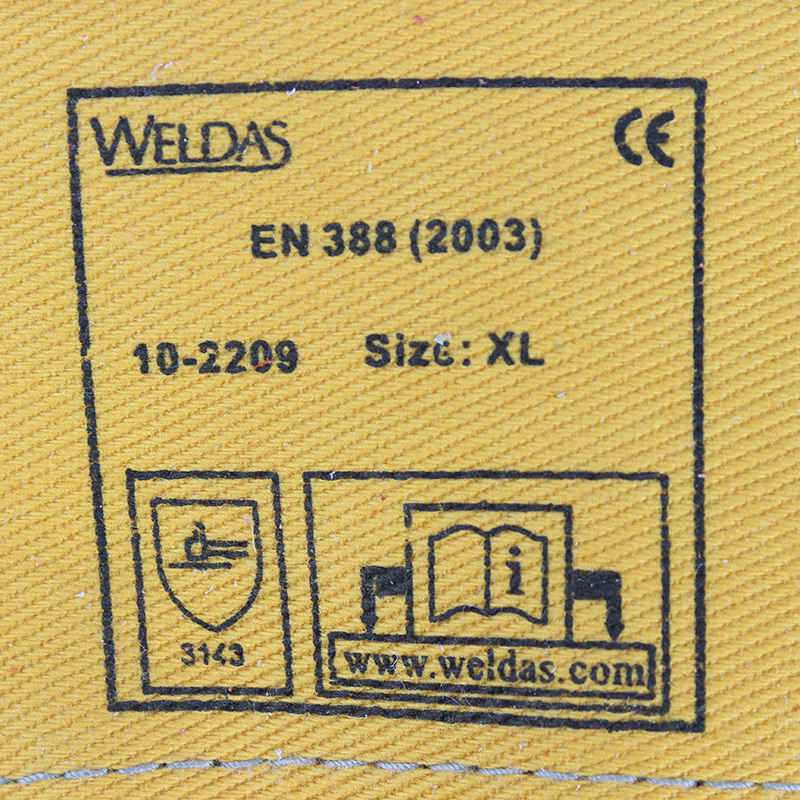 WELDAS CE
EN 388 (2003)
10-2209 Size: XL
i
3143
www.weldas.com